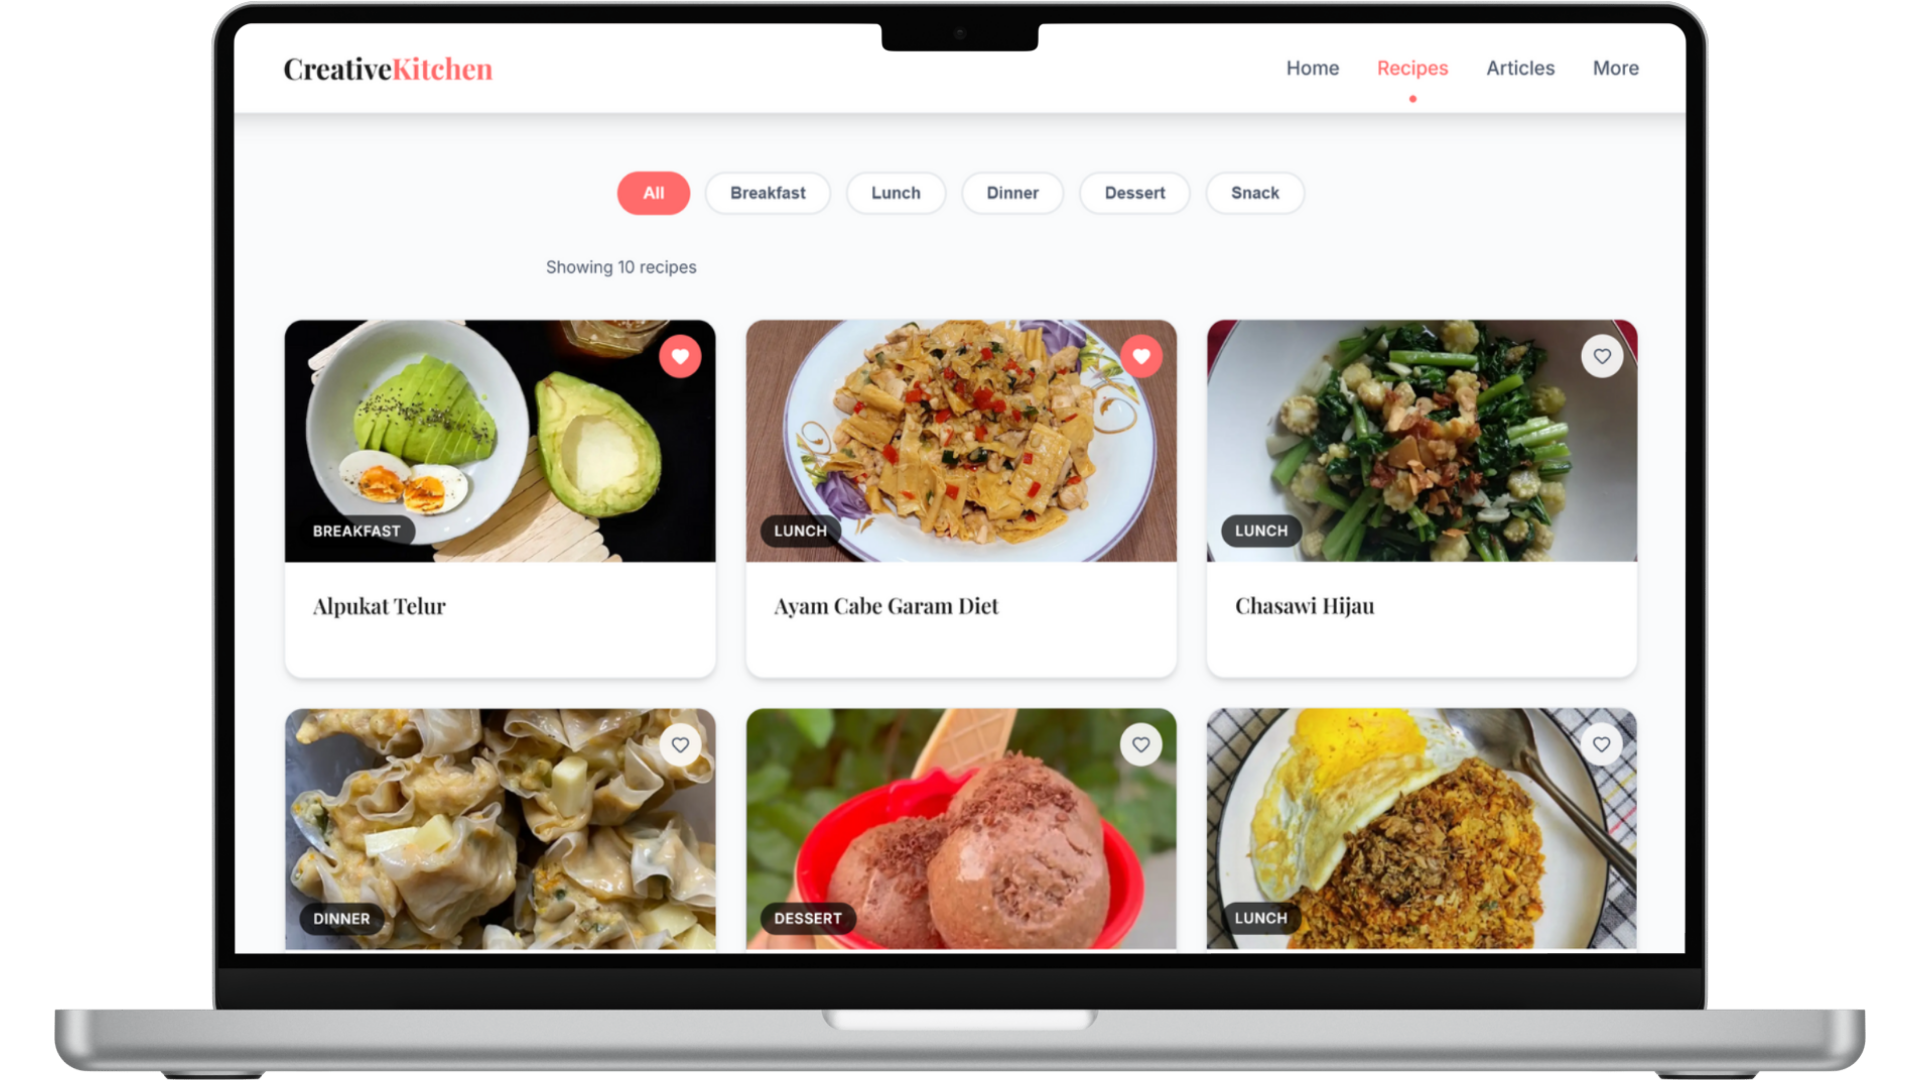 CreativeKitchen
Home Recipes Articles More
All Breakfast Lunch Dinner Dessert Snack
Showing 10 recipes
BREAKFAST
Alpukat Telur
LUNCH
Ayam Cabe Garam Diet
LUNCH
Chasawi Hijau
DINNER
DESSERT
LUNCH